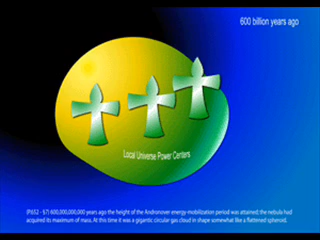 600 billion years ago
Local Universe Power Centers
(P.652 - §7) 600,000,000,000 years ago the height of the Andronover energy-mobilization period was attained; the nebula had
acquired its maximum of mass. At this time it was a gigantic circular gas cloud in shape somewhat like a flattened spheroid.